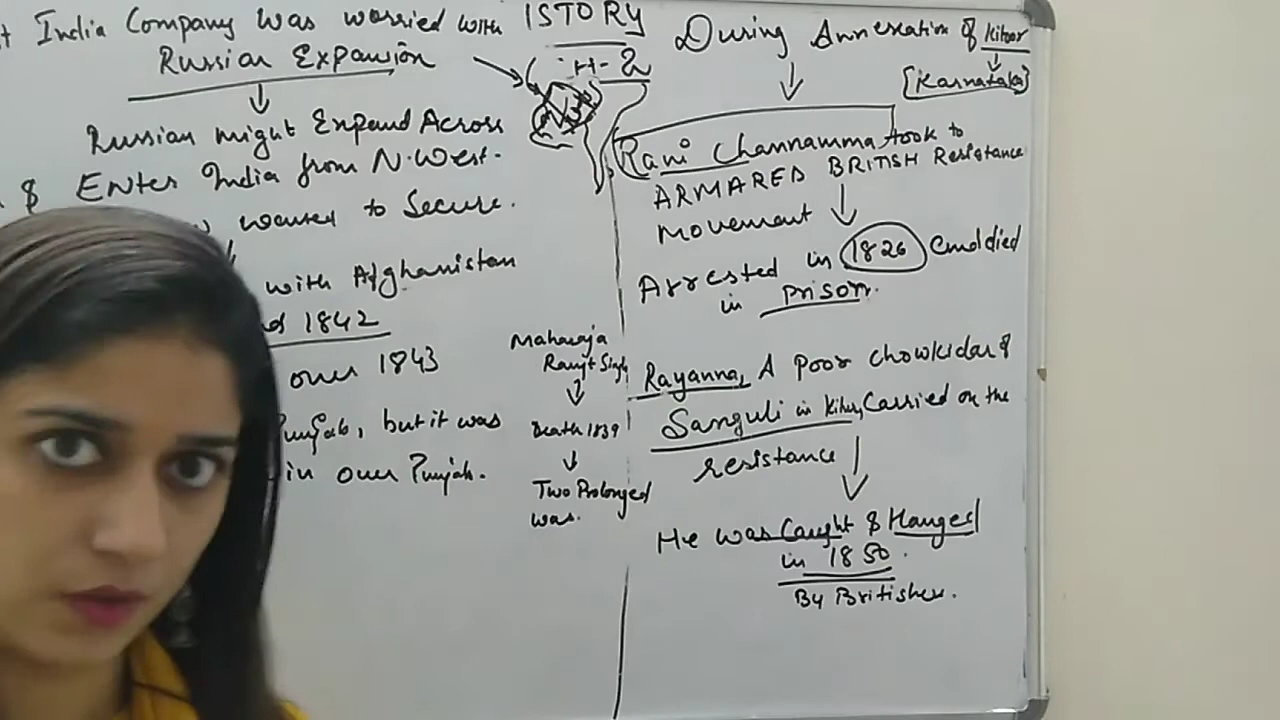 India Company was worried with
Russian Expansion
Russian might Expand Across
& Enter India from N.West.
wanted to Secure.
with Afghanistan
1842
over 1843
Punjab, but it was
in over Punjab.
ISTORY
H-2
Maharaja
Ranjit Singh
Death 1839
Two Prolonged
was.
During Annexation of Kitoor
[Karnataka]
Rani Channamma took to
ARMARED BRITISH Resistance
movement
Arrested in 1826 and died
in prison.
Rayanna, A poor chowkidar of
Sanguli in Kitur, Carried on the
resistance
He was Caught & Hanged
in 1830.
By Britisher.